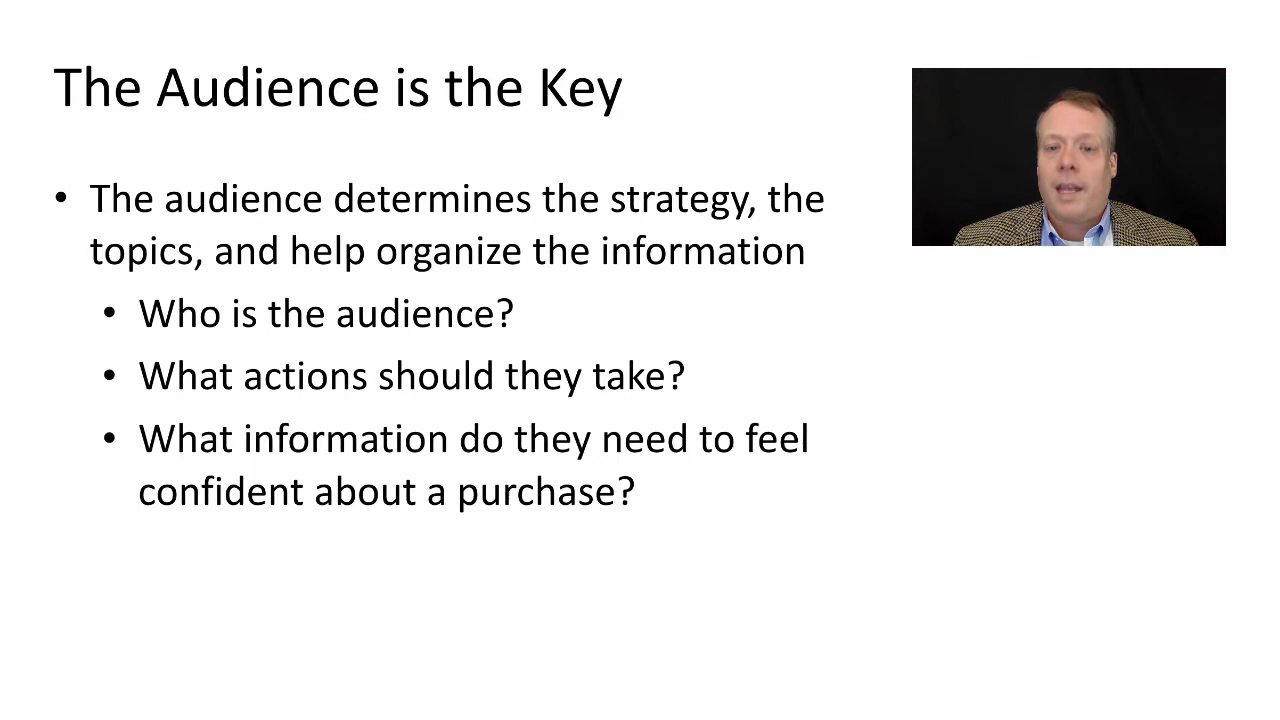 The Audience is the Key
• The audience determines the strategy, the
topics, and help organize the information
• Who is the audience?
• What actions should they take?
• What information do they need to feel
confident about a purchase?